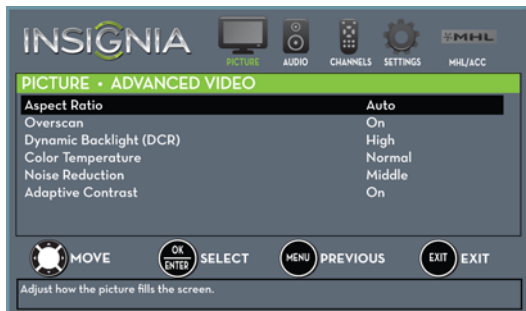 INSIGNIA
PICTURE AUDIO CHANNELS SETTINGS MHL MHL/ACC
PICTURE • ADVANCED VIDEO
Aspect Ratio Auto
Overscan On
Dynamic Backlight (DCR) High
Color Temperature Normal
Noise Reduction Middle
Adaptive Contrast On
MOVE OK ENTER SELECT MENU PREVIOUS EXIT EXIT
Adjust how the picture fills the screen.